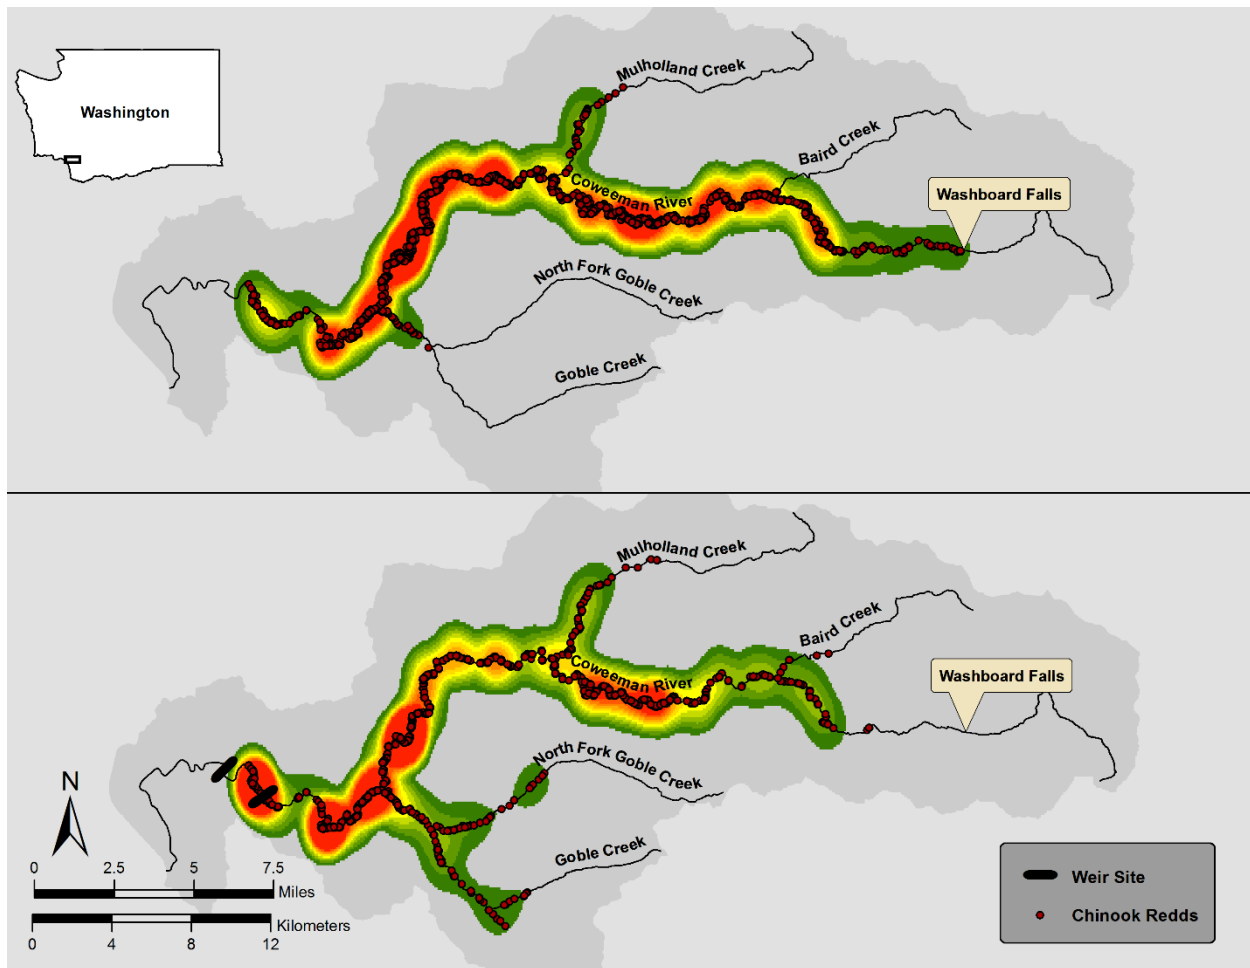 Washington
Mulholland Creek
Baird Creek
Coweeman River
Washboard Falls
North Fork Goble Creek
Goble Creek
Mulholland Creek
Baird Creek
Coweeman River
Washboard Falls
North Fork Goble Creek
Goble Creek
N
0 2.5 5 7.5
Miles
Kilometers
0 4 8 12
Weir Site
Chinook Redds